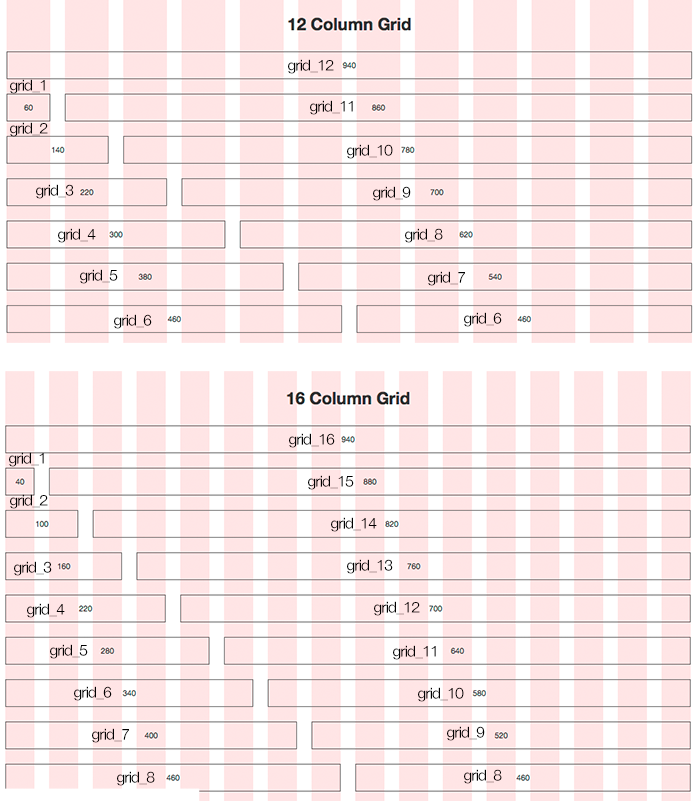 12 Column Grid
grid_12 940
grid_1
60 grid_11 860
grid_2
140 grid_10 780
grid_3 220 grid_9 700
grid_4 300 grid_8 620
grid_5 380 grid_7 540
grid_6 460 grid_6 460
16 Column Grid
grid_16 940
grid_1
40 grid_15 880
grid_2
100 grid_14 820
grid_3 160 grid_13 760
grid_4 220 grid_12 700
grid_5 280 grid_11 640
grid_6 340 grid_10 580
grid_7 400 grid_9 520
grid_8 460 grid_8 460